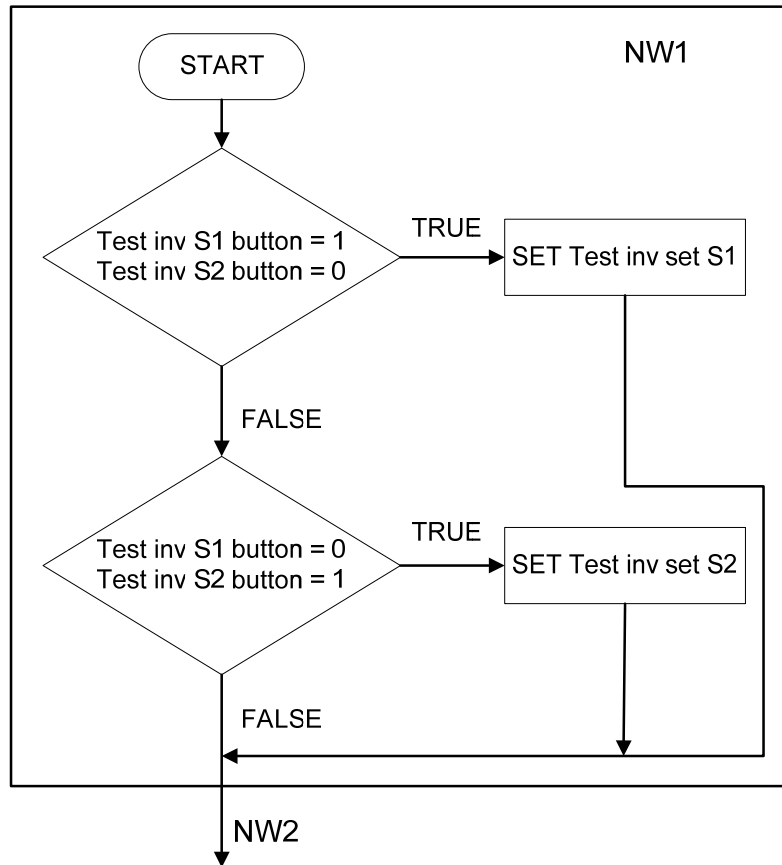 START
NW1
Test inv S1 button = 1
Test inv S2 button = 0
TRUE
SET Test inv set S1
FALSE
Test inv S1 button = 0
Test inv S2 button = 1
TRUE
SET Test inv set S2
FALSE
NW2